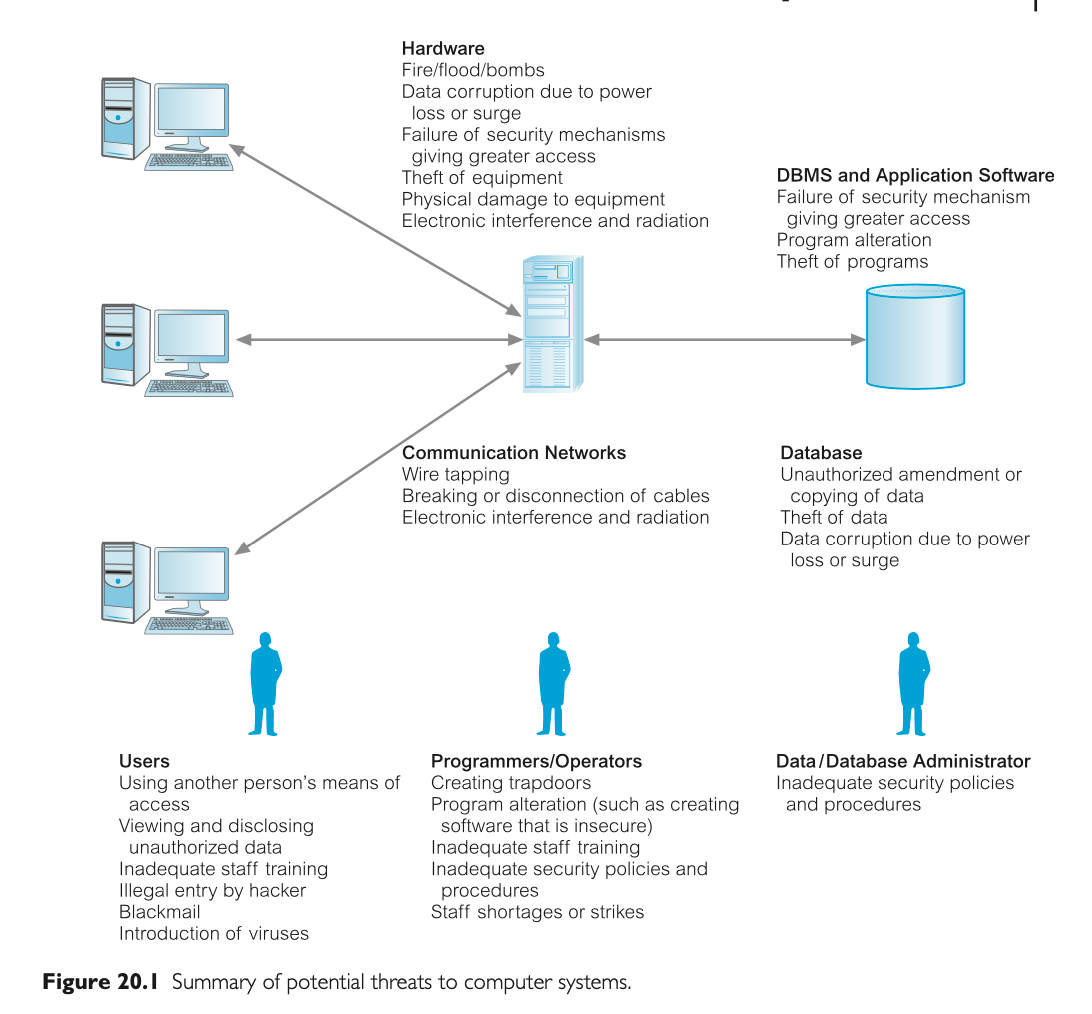 Hardware
Fire/flood/bombs
Data corruption due to power
loss or surge
Failure of security mechanisms
giving greater access
Theft of equipment
Physical damage to equipment
Electronic interference and radiation
DBMS and Application Software
Failure of security mechanism
giving greater access
Program alteration
Theft of programs
Communication Networks
Wire tapping
Breaking or disconnection of cables
Electronic interference and radiation
Database
Unauthorized amendment or
copying of data
Theft of data
Data corruption due to power
loss or surge
Users
Using another person's means of
access
Viewing and disclosing
unauthorized data
Inadequate staff training
Illegal entry by hacker
Blackmail
Introduction of viruses
Programmers/Operators
Creating trapdoors
Program alteration (such as creating
software that is insecure)
Inadequate staff training
Inadequate security policies and
procedures
Staff shortages or strikes
Data/Database Administrator
Inadequate security policies
and procedures
Figure 20.1 Summary of potential threats to computer systems.